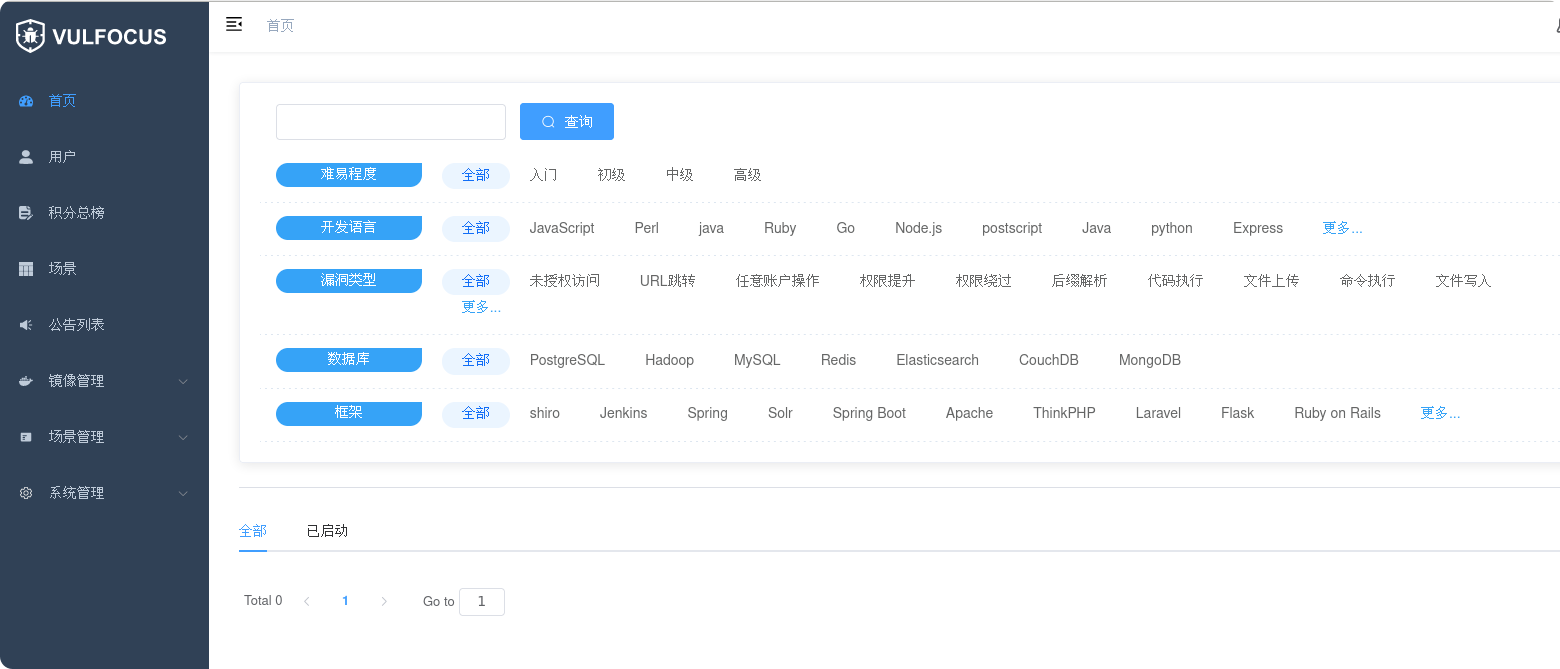 VULFOCUS
首页
用户
积分总榜
场景
公告列表
镜像管理
场景管理
系统管理
首页
查询
难易程度 全部 入门 初级 中级 高级
开发语言 全部 JavaScript Perl java Ruby Go Node.js postscript Java python Express 更多...
漏洞类型 全部 未授权访问 URL跳转 任意账户操作 权限提升 权限绕过 后缀解析 代码执行 文件上传 命令执行 文件写入
更多...
数据库 全部 PostgreSQL Hadoop MySQL Redis Elasticsearch CouchDB MongoDB
框架 全部 shiro Jenkins Spring Solr Spring Boot Apache ThinkPHP Laravel Flask Ruby on Rails 更多...
全部 已启动
Total 0 1 Go to 1